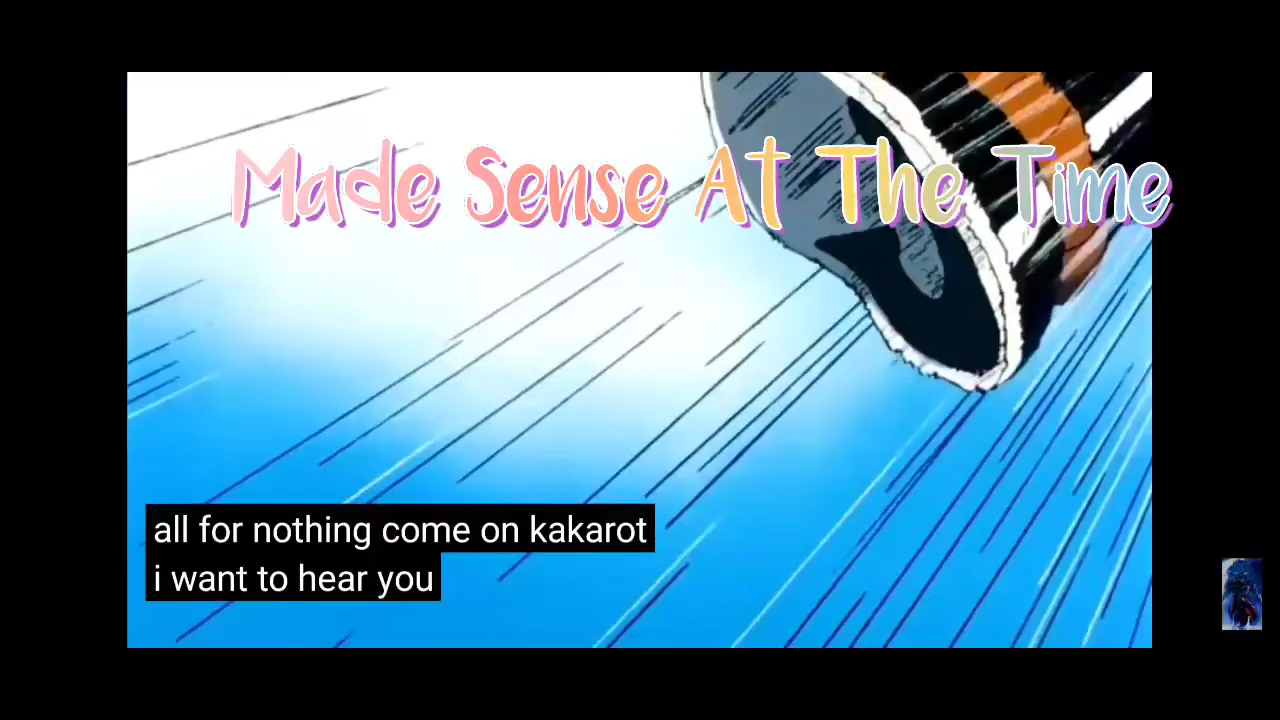 Made Sense At The Time
all for nothing come on kakarot
i want to hear you